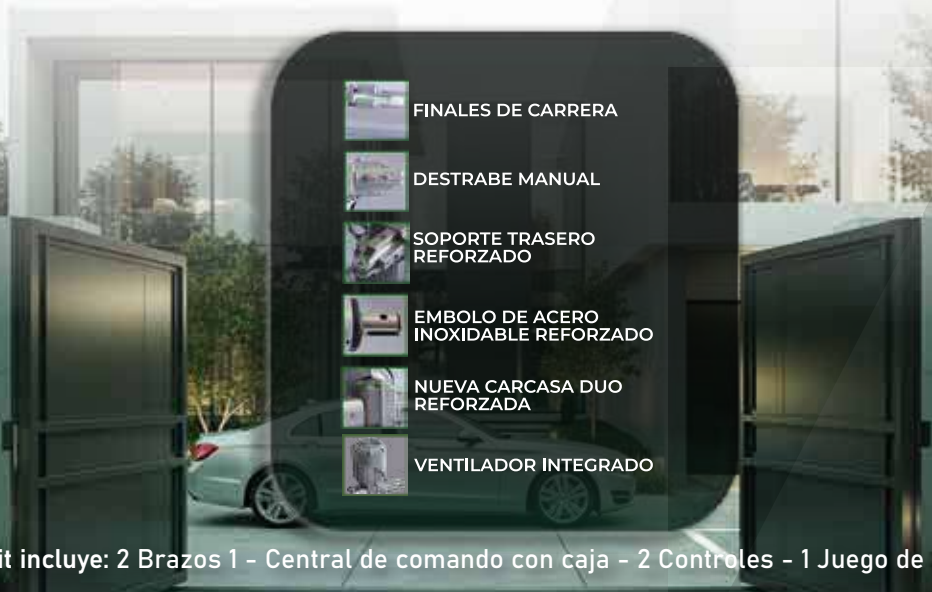 FINALES DE CARRERA
DESTRABE MANUAL
SOPORTE TRASERO
REFORZADO
EMBOLO DE ACERO
INOXIDABLE REFORZADO
NUEVA CARCASA DUO
REFORZADA
VENTILADOR INTEGRADO
it incluye: 2 Brazos 1 - Central de comando con caja - 2 Controles - 1 Juego de